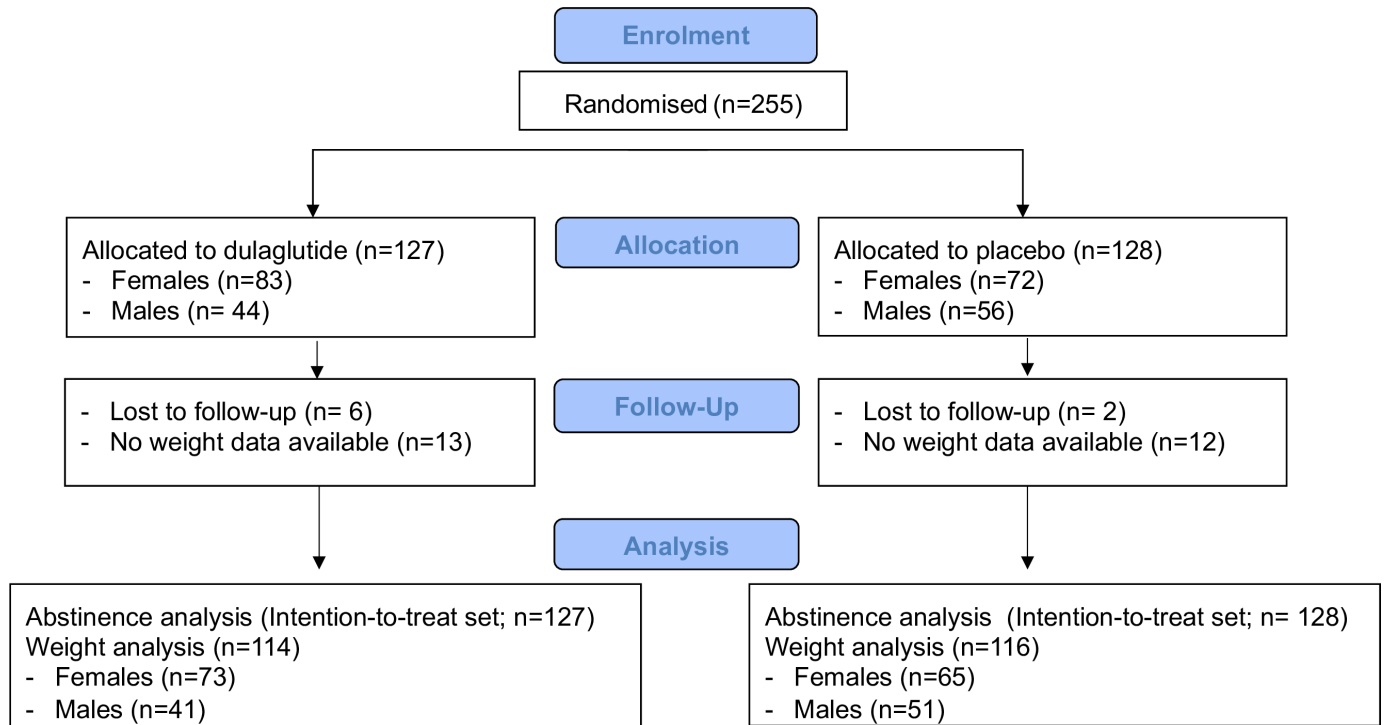 Enrolment
Randomised (n=255)
Allocated to dulaglutide (n=127)
- Females (n=83)
- Males (n= 44)
Allocation
Allocated to placebo (n=128)
- Females (n=72)
- Males (n=56)
- Lost to follow-up (n= 6)
- No weight data available (n=13)
Follow-Up
- Lost to follow-up (n= 2)
- No weight data available (n=12)
Analysis
Abstinence analysis (Intention-to-treat set; n=127)
Weight analysis (n=114)
- Females (n=73)
- Males (n=41)
Abstinence analysis (Intention-to-treat set; n= 128)
Weight analysis (n=116)
- Females (n=65)
- Males (n=51)